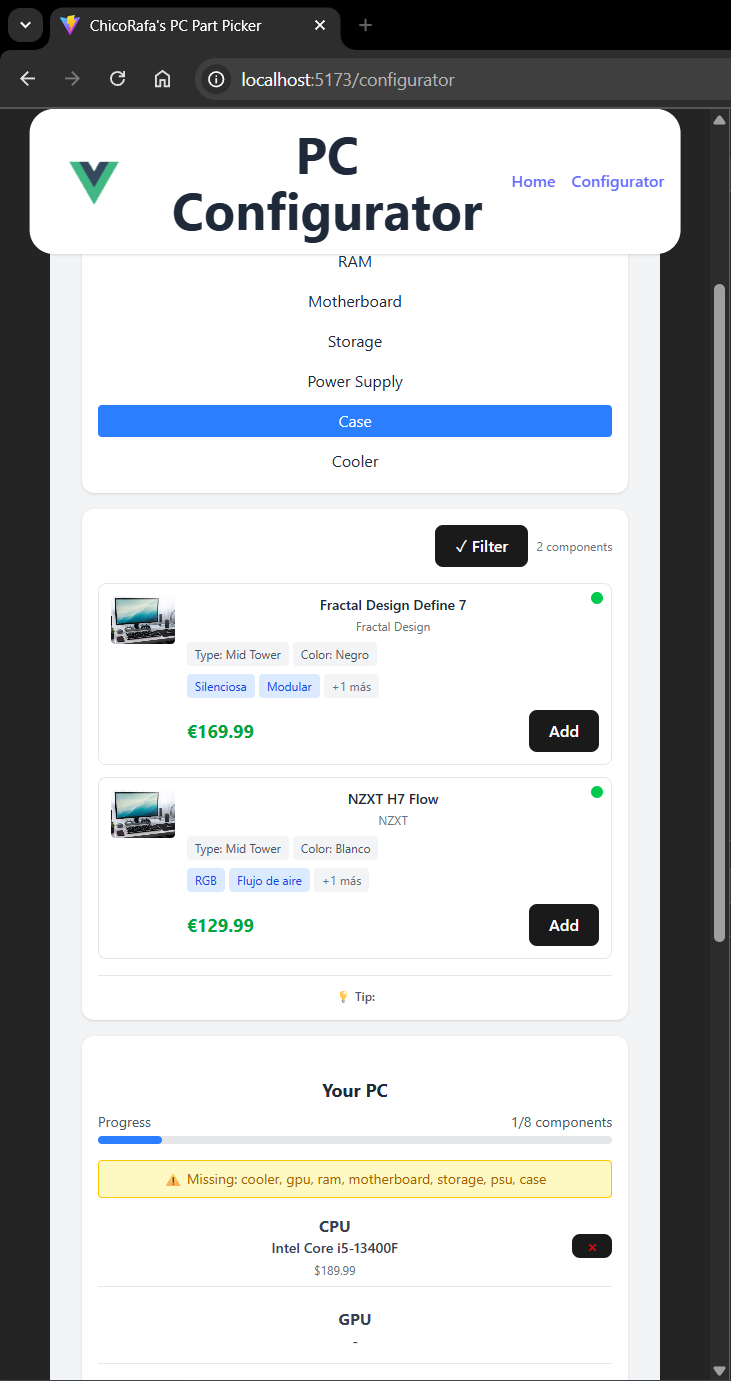 ChicoRafa's PC Part Picker
localhost:5173/configurator
PC
Configurator
Home
Configurator
RAM
Motherboard
Storage
Power Supply
Case
Cooler
✓ Filter
2 components
Fractal Design Define 7
Fractal Design
Type: Mid Tower
Color: Negro
Silenciosa
Modular
+1 más
€169.99
Add
NZXT H7 Flow
NZXT
Type: Mid Tower
Color: Blanco
RGB
Flujo de aire
+1 más
€129.99
Add
💡 Tip:
Your PC
Progress
1/8 components
⚠️ Missing: cooler, gpu, ram, motherboard, storage, psu, case
CPU
Intel Core i5-13400F
$189.99
×
GPU
-